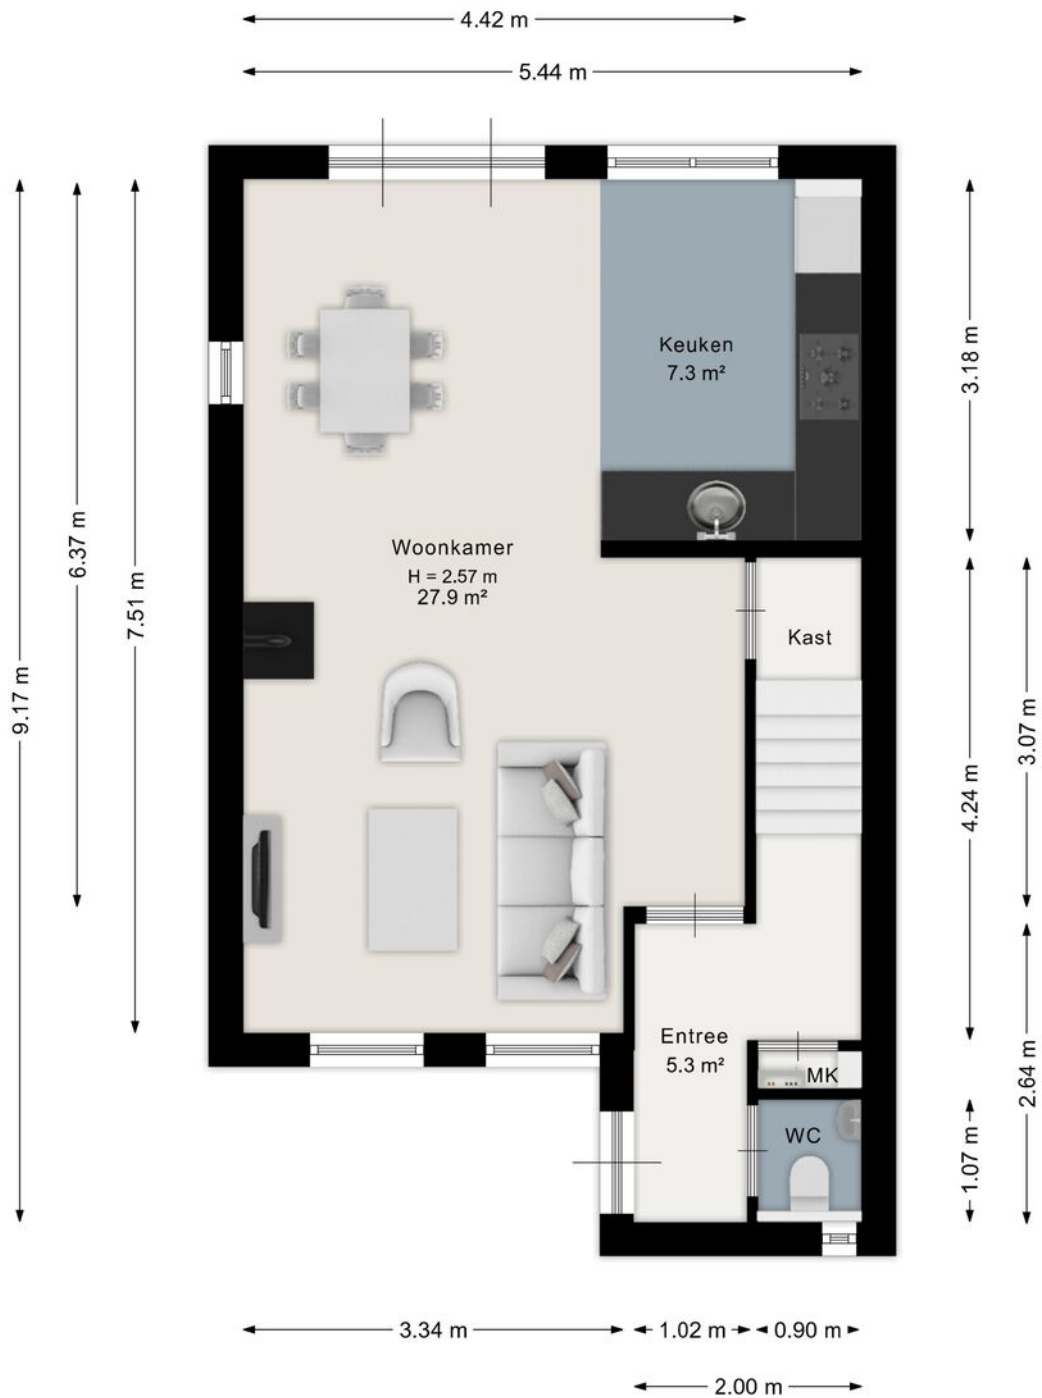 4.42 m
5.44 m
Keuken
7.3 m²
3.18 m
6.37 m
7.51 m
9.17 m
Woonkamer
H = 2.57 m
27.9 m²
Kast
3.07 m
4.24 m
Entree
5.3 m²
MK
WC
2.64 m
1.07 m
3.34 m
1.02 m
0.90 m
2.00 m